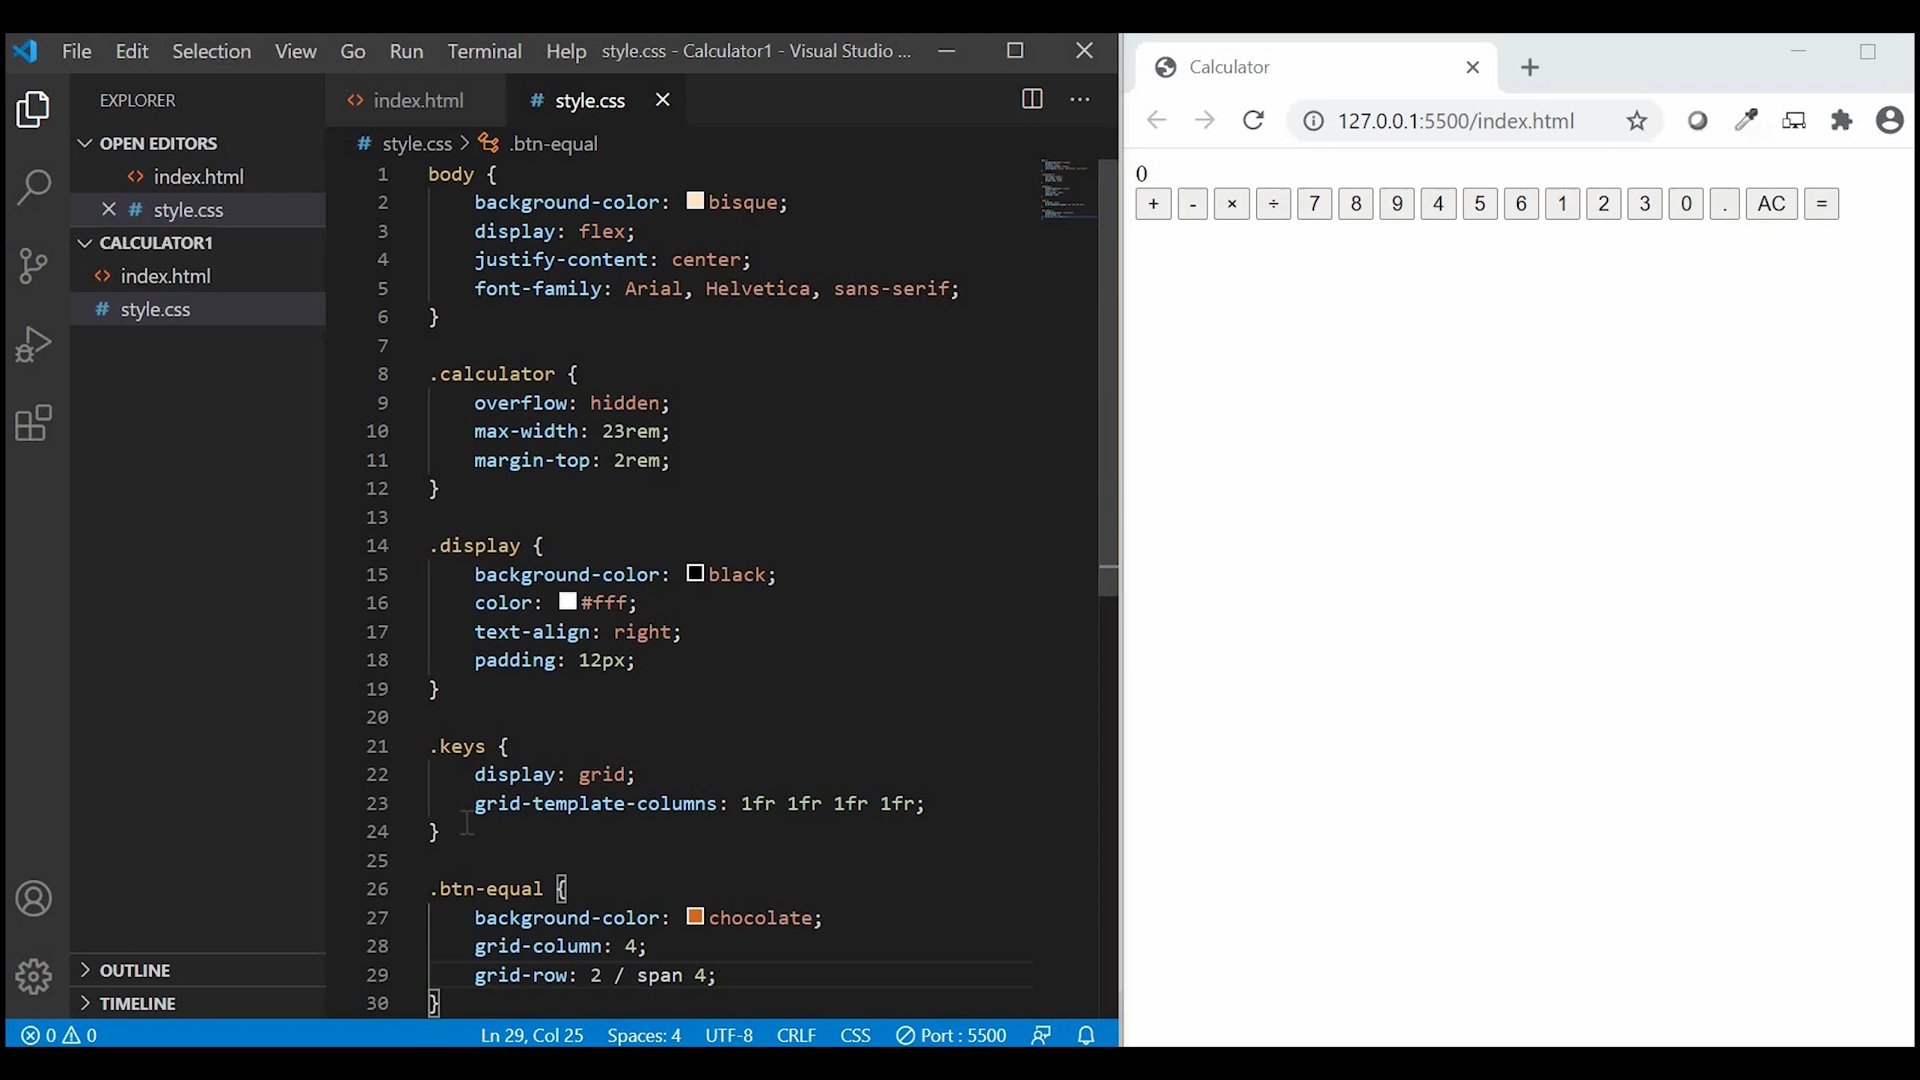 File Edit Selection View Go Run Terminal Help style.css - Calculator1 - Visual Studio ...
EXPLORER
OPEN EDITORS
index.html
style.css
CALCULATOR1
index.html
style.css
OUTLINE
TIMELINE
index.html style.css
style.css > .btn-equal
1 body {
2 background-color: bisque;
3 display: flex;
4 justify-content: center;
5 font-family: Arial, Helvetica, sans-serif;
6 }
7
8 .calculator {
9 overflow: hidden;
10 max-width: 23rem;
11 margin-top: 2rem;
12 }
13
14 .display {
15 background-color: black;
16 color: #fff;
17 text-align: right;
18 padding: 12px;
19 }
20
21 .keys {
22 display: grid;
23 grid-template-columns: 1fr 1fr 1fr 1fr;
24 }
25
26 .btn-equal {
27 background-color: chocolate;
28 grid-column: 4;
29 grid-row: 2 / span 4;
30 }
0 0 Ln 29, Col 25 Spaces: 4 UTF-8 CRLF CSS Port : 5500
Calculator
127.0.0.1:5500/index.html
0
+ - × ÷ 7 8 9 4 5 6 1 2 3 0 . AC =